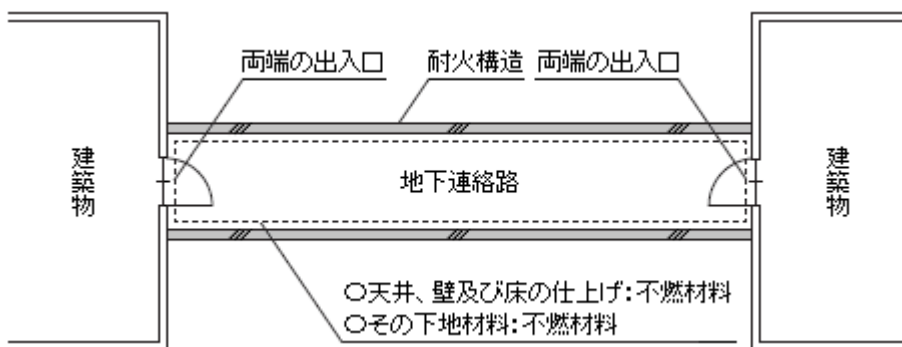 両端の出入口
耐火構造
両端の出入口
建築物
地下連絡路
建築物
○天井、壁及び床の仕上げ:不燃材料
○その下地材料:不燃材料